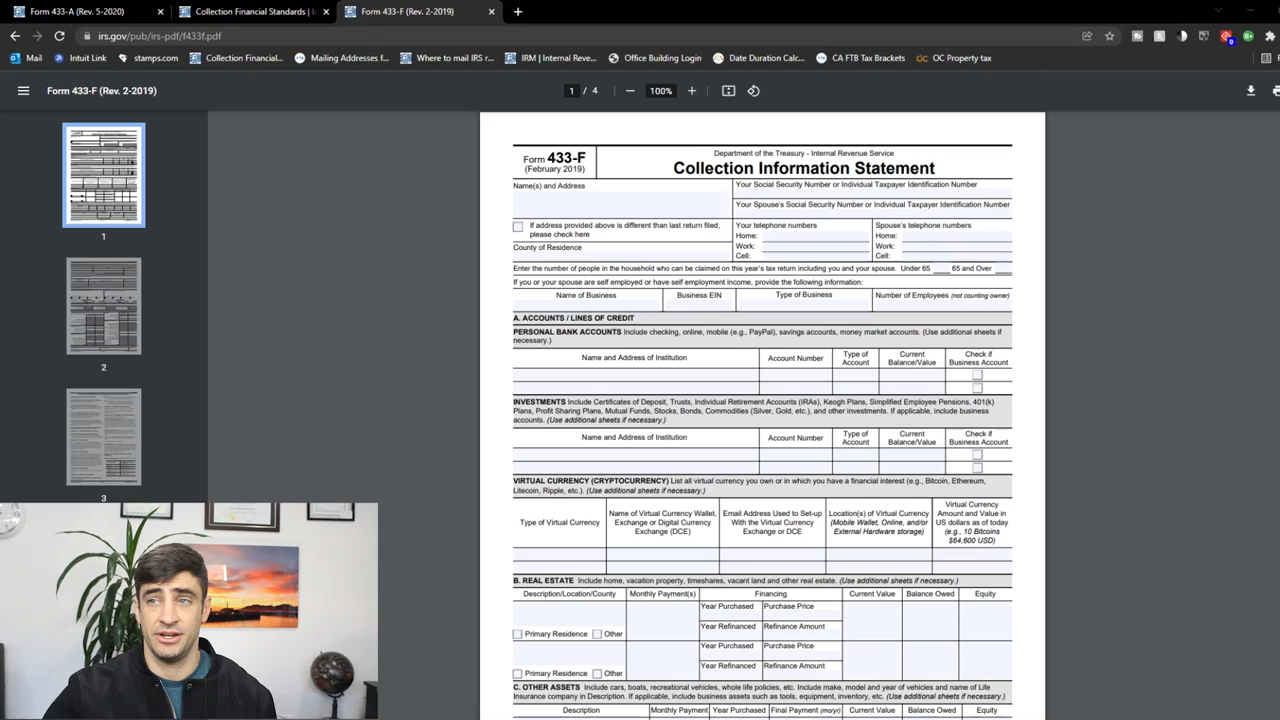 Form 433-A (Rev. 5-2020)
Collection Financial Standards | I
Form 433-F (Rev. 2-2019)
irs.gov/pub/irs-pdf/f433f.pdf
Mail Intuit Link stamps.com Collection Financial... Mailing Addresses f... Where to mail IRS r... IRM | Internal Reve... Office Building Login Date Duration Calc... CA FTB Tax Brackets OC Property tax
Form 433-F (Rev. 2-2019)
1 / 4
100%
1
2
3
Form 433-F
(February 2019)
Department of the Treasury - Internal Revenue Service
Collection Information Statement
Name(s) and Address
Your Social Security Number or Individual Taxpayer Identification Number
Your Spouse's Social Security Number or Individual Taxpayer Identification Number
If address provided above is different than last return filed,
please check here
Your telephone numbers
Home:
Work:
Cell:
Spouse's telephone numbers
Home:
Work:
Cell:
County of Residence
Enter the number of people in the household who can be claimed on this year's tax return including you and your spouse. Under 65 65 and Over
If you or your spouse are self employed or have self employment income, provide the following information:
Name of Business
Business EIN
Type of Business
Number of Employees (not counting owner)
A. ACCOUNTS / LINES OF CREDIT
PERSONAL BANK ACCOUNTS Include checking, online, mobile (e.g., PayPal), savings accounts, money market accounts. (Use additional sheets if
necessary.)
Name and Address of Institution
Account Number
Type of
Account
Current
Balance/Value
Check if
Business Account
INVESTMENTS Include Certificates of Deposit, Trusts, Individual Retirement Accounts (IRAs), Keogh Plans, Simplified Employee Pensions, 401(k)
Plans, Profit Sharing Plans, Mutual Funds, Stocks, Bonds, Commodities (Silver, Gold, etc.), and other investments. If applicable, include business
accounts. (Use additional sheets if necessary.)
Name and Address of Institution
Account Number
Type of
Account
Current
Balance/Value
Check if
Business Account
VIRTUAL CURRENCY (CRYPTOCURRENCY) List all virtual currency you own or in which you have a financial interest (e.g., Bitcoin, Ethereum,
Litecoin, Ripple, etc.). (Use additional sheets if necessary.)
Type of Virtual Currency
Name of Virtual Currency Wallet,
Exchange or Digital Currency
Exchange (DCE)
Email Address Used to Set-up
With the Virtual Currency
Exchange or DCE
Location(s) of Virtual Currency
(Mobile Wallet, Online, and/or
External Hardware storage)
Virtual Currency
Amount and Value in
US dollars as of today
(e.g., 10 Bitcoins
$64,600 USD)
B. REAL ESTATE Include home, vacation property, timeshares, vacant land and other real estate. (Use additional sheets if necessary.)
Description/Location/County
Monthly Payment(s)
Financing
Current Value
Balance Owed
Equity
Year Purchased
Purchase Price
Year Refinanced
Refinance Amount
Primary Residence
Other
Year Purchased
Purchase Price
Year Refinanced
Refinance Amount
Primary Residence
Other
C. OTHER ASSETS Include cars, boats, recreational vehicles, whole life policies, etc. Include make, model and year of vehicles and name of Life
Insurance company in Description. If applicable, include business assets such as tools, equipment, inventory, etc. (Use additional sheets if necessary.)
Description
Monthly Payment
Year Purchased
Final Payment (mo/yr)
Current Value
Balance Owed
Equity